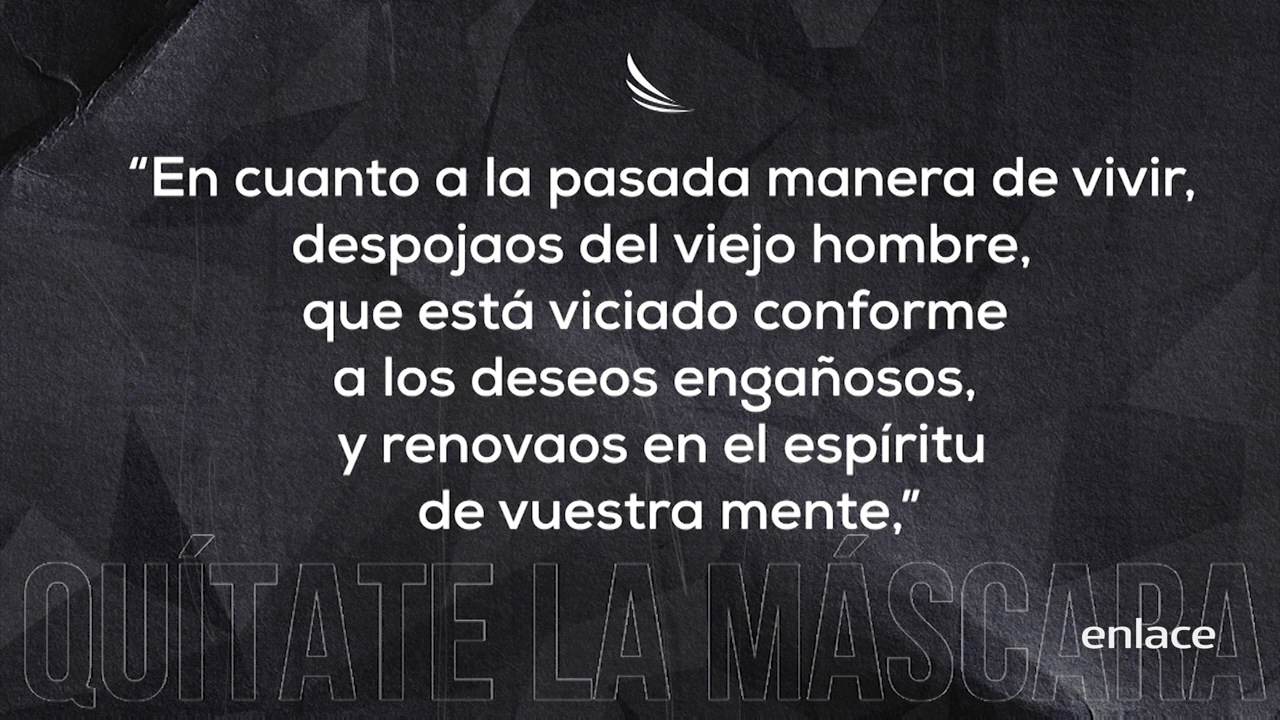 “En cuanto a la pasada manera de vivir,
despojaos del viejo hombre,
que está viciado conforme
a los deseos engañosos,
y renovaos en el espíritu
de vuestra mente,”
QUÍTATE LA MÁSCARA
enlace